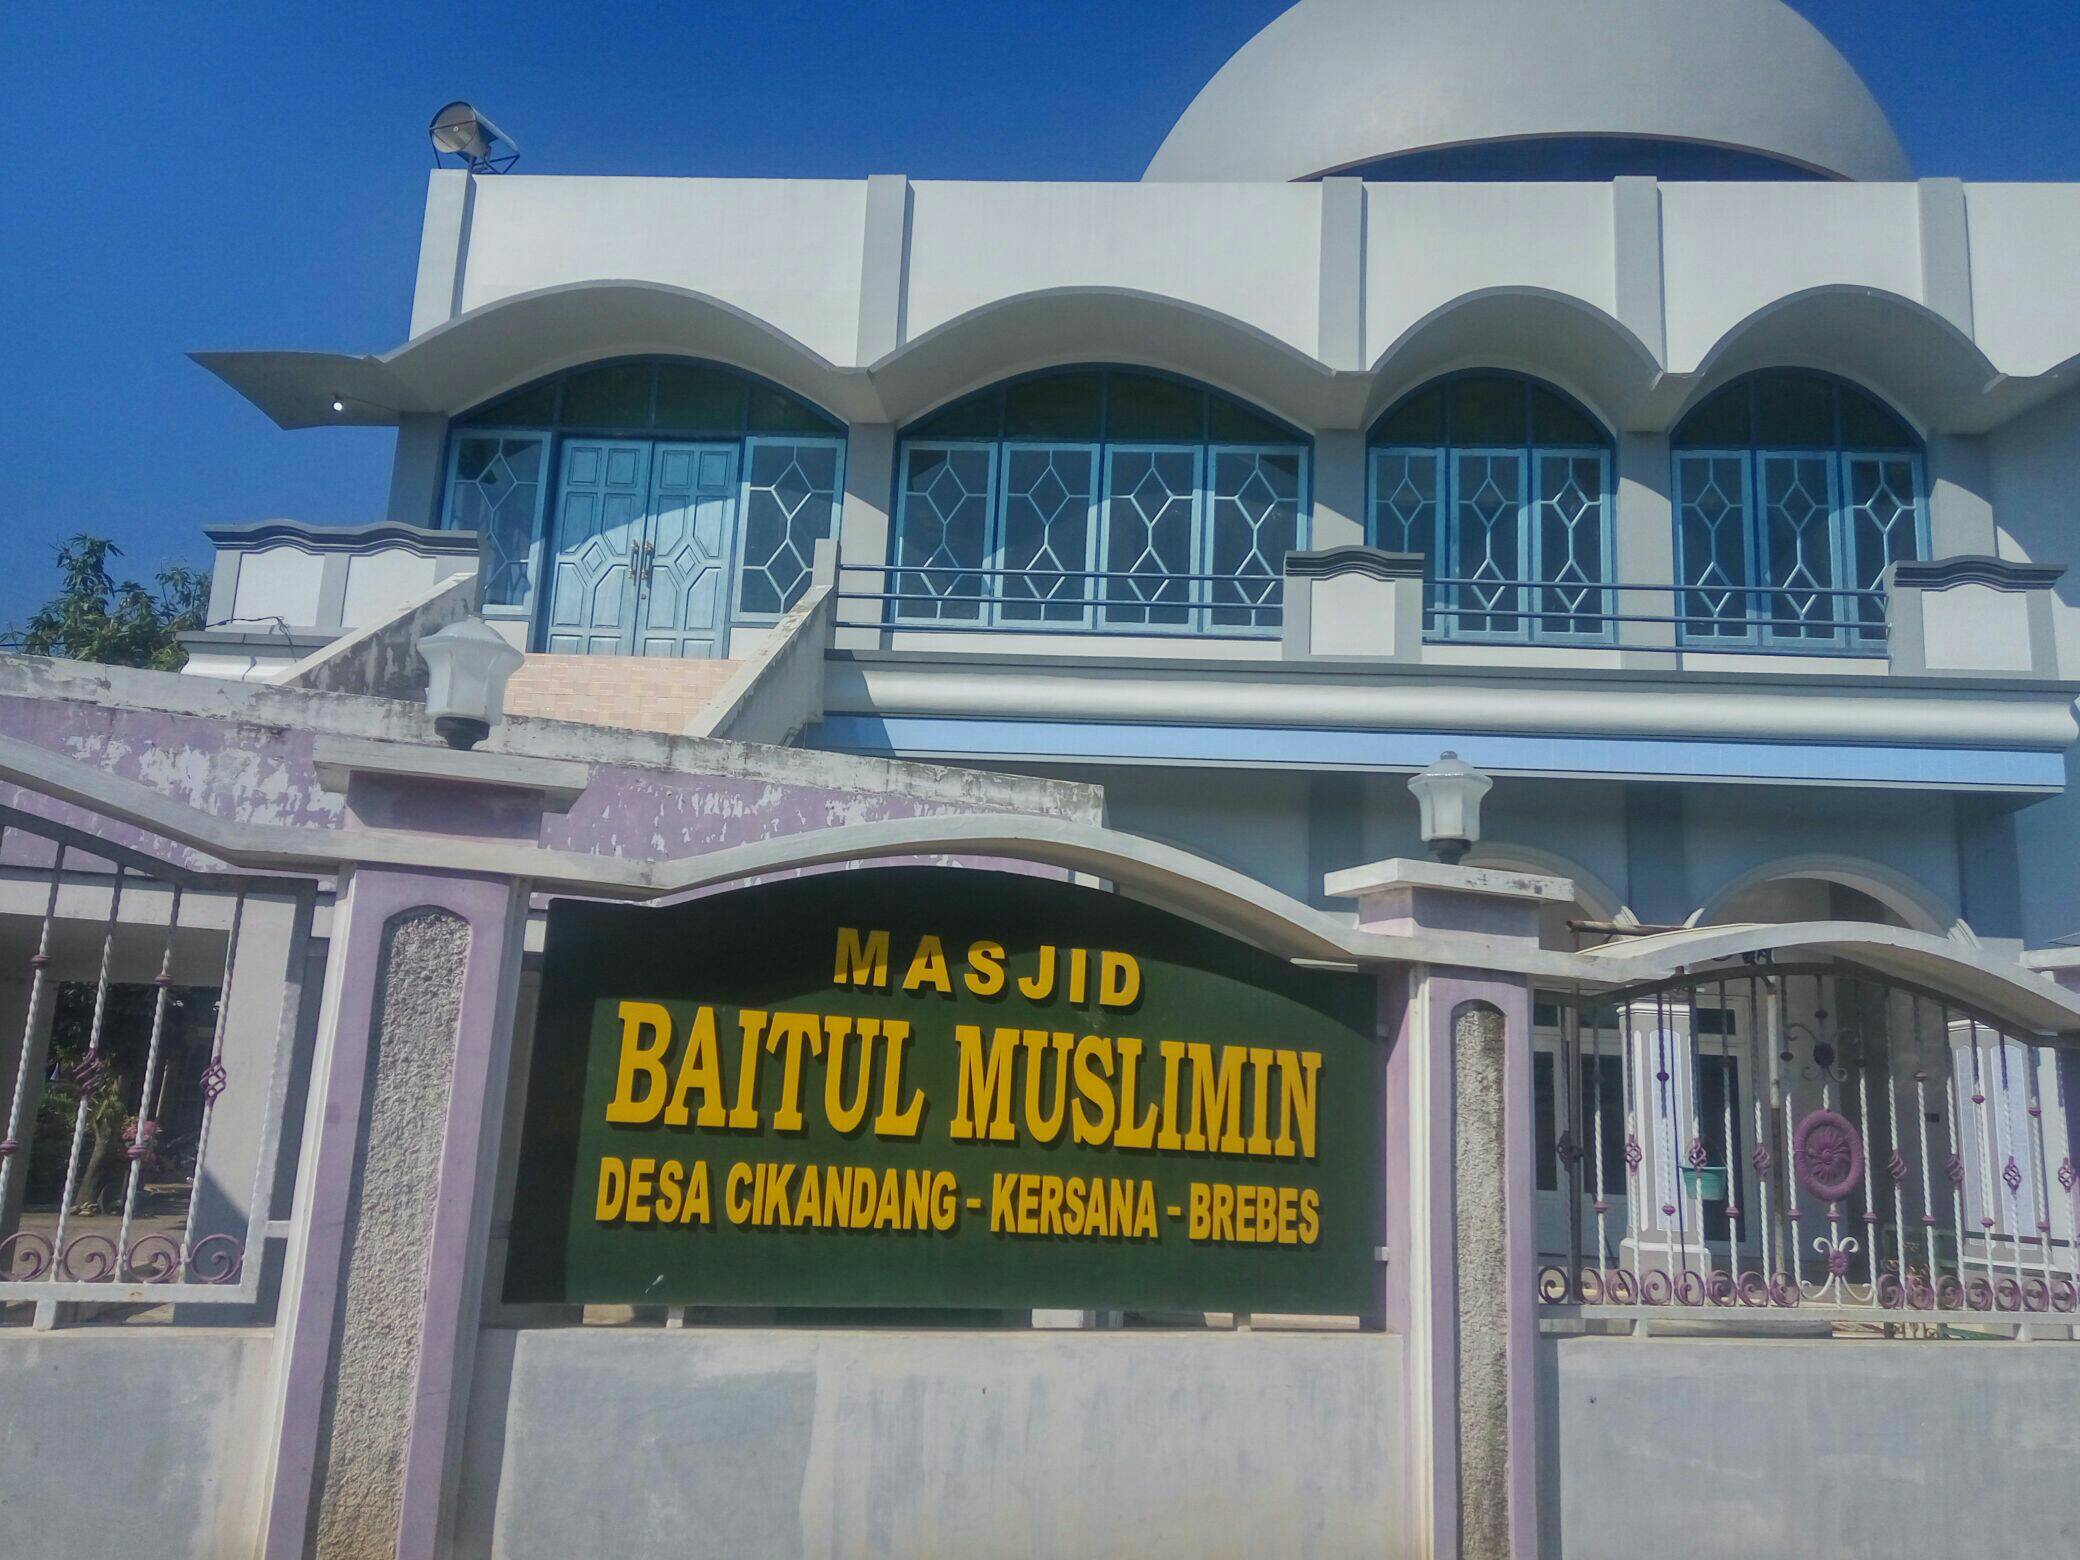 MASJID
BAITUL MUSLIMIN
DESA CIKANDANG - KERSANA - BREBES